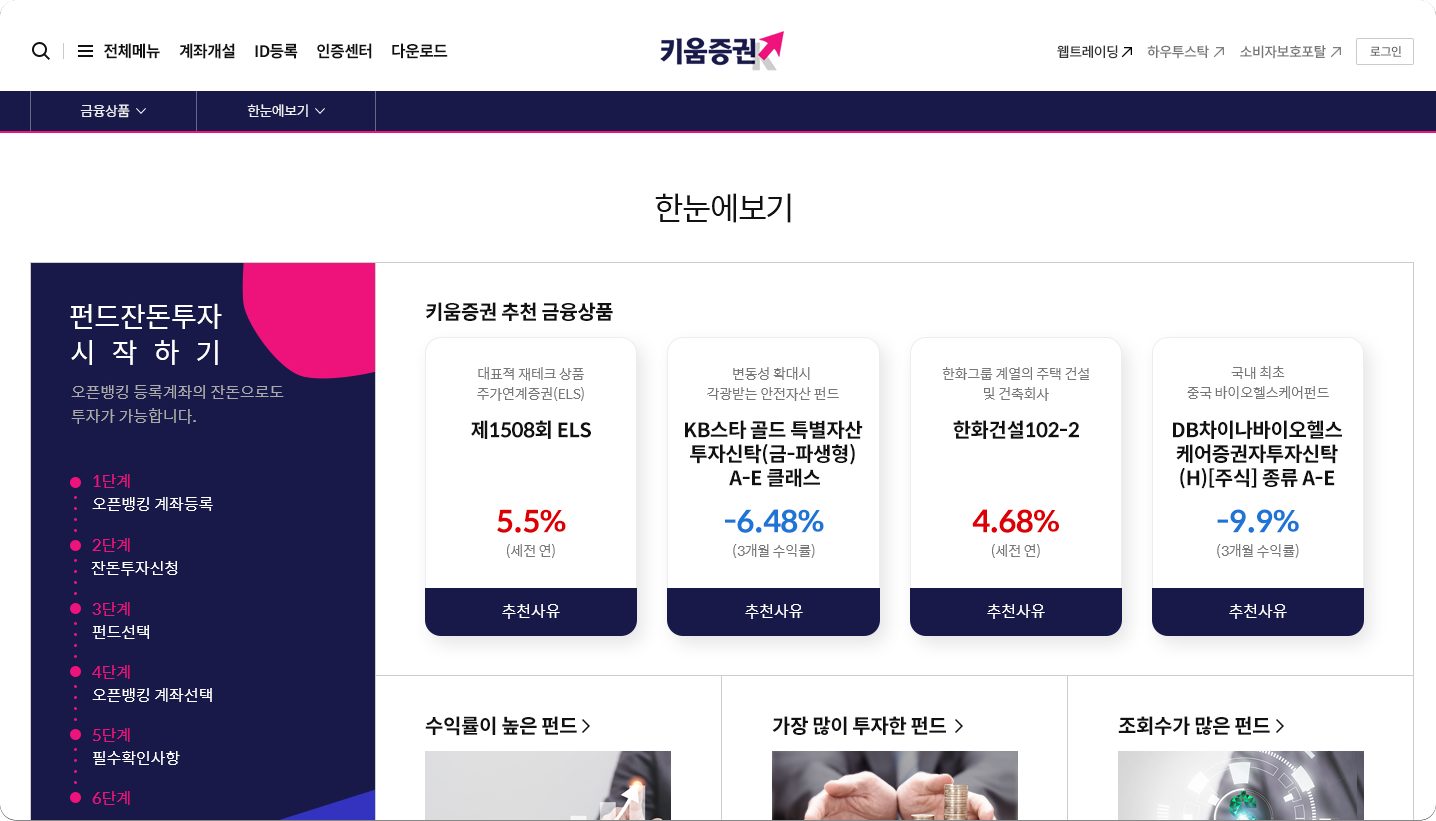 전체메뉴 계좌개설 ID등록 인증센터 다운로드
키움증권
웹트레이딩 하우투스탁 소비자보호포탈 로그인
금융상품 한눈에보기
한눈에보기
펀드잔돈투자
시 작 하 기
오픈뱅킹 등록계좌의 잔돈으로도
투자가 가능합니다.
1단계
오픈뱅킹 계좌등록
2단계
잔돈투자신청
3단계
펀드선택
4단계
오픈뱅킹 계좌선택
5단계
필수확인사항
6단계
키움증권 추천 금융상품
대표적 재테크 상품
주가연계증권(ELS)
제1508회 ELS
5.5%
(세전 연)
추천사유
변동성 확대시
각광받는 안전자산 펀드
KB스타 골드 특별자산
투자신탁(금-파생형)
A-E 클래스
-6.48%
(3개월 수익률)
추천사유
한화그룹 계열의 주택 건설
및 건축회사
한화건설102-2
4.68%
(세전 연)
추천사유
국내 최초
중국 바이오헬스케어펀드
DB차이나바이오헬스
케어증권자투자신탁
(H)[주식] 종류 A-E
-9.9%
(3개월 수익률)
추천사유
수익률이 높은 펀드
가장 많이 투자한 펀드
조회수가 많은 펀드